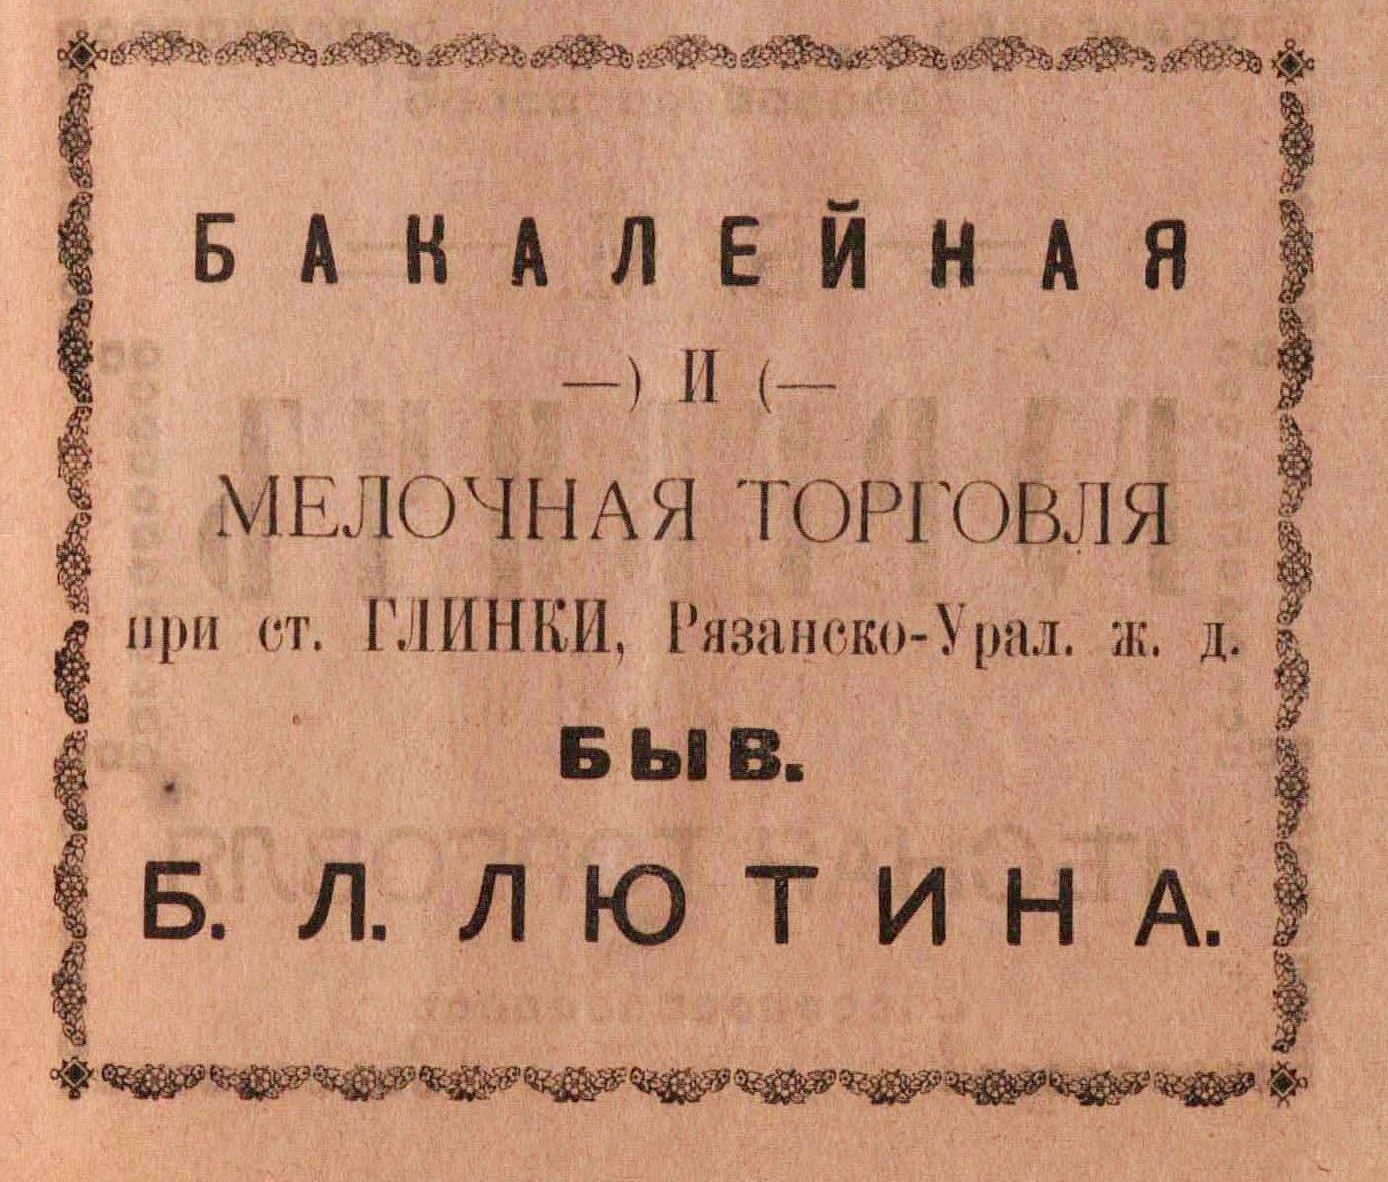 БАКАЛЕЙНАЯ
—) И (—
МЕЛОЧНАЯ ТОРГОВЛЯ
при ст. ГЛИНКИ, Рязанско-Урал. ж. д.
БЫВ.
Б. Л. ЛЮТИНА.